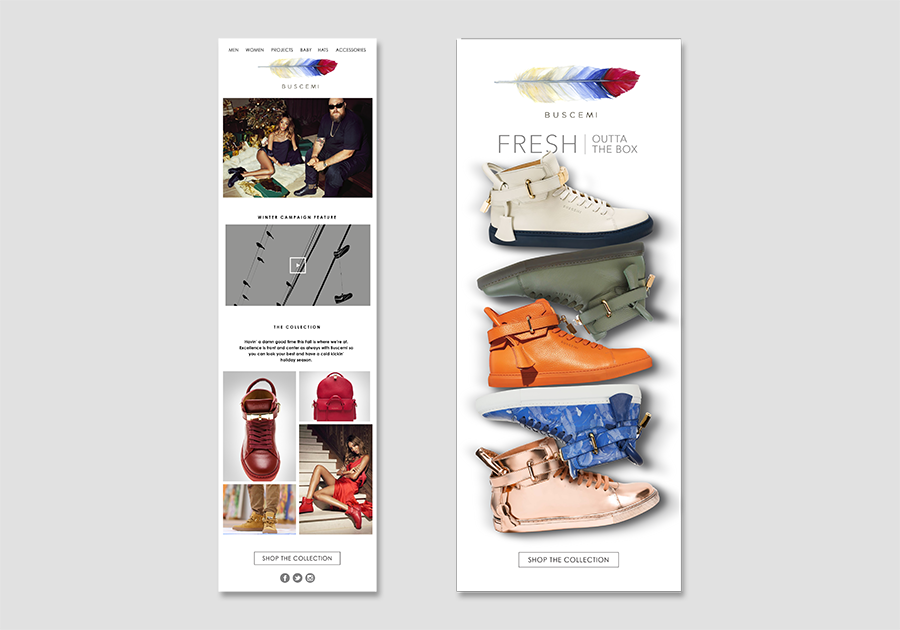 MEN WOMEN PROJECTS BABY HATS ACCESSORIES
BUSCEMI
WINTER CAMPAIGN FEATURE
THE COLLECTION
Havin' a damn good time this Fall is where we're at.
Excellence is front and center as always with Buscemi so
you can look your best and have a cold kickin'
holiday season.
SHOP THE COLLECTION
BUSCEMI
FRESH OUTTA
THE BOX
SHOP THE COLLECTION